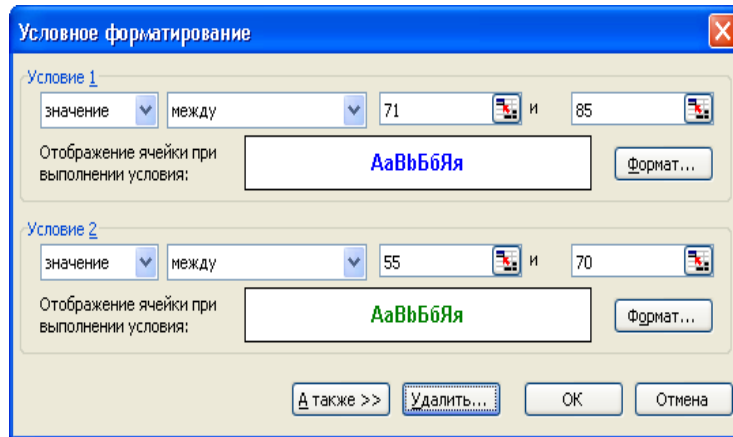 Условное форматирование
Условие 1
значение между 71 и 85
Отображение ячейки при
выполнении условия:
АаВbБбЯя
Формат...
Условие 2
значение между 55 и 70
Отображение ячейки при
выполнении условия:
АаВbБбЯя
Формат...
А также >> Удалить... ОК Отмена